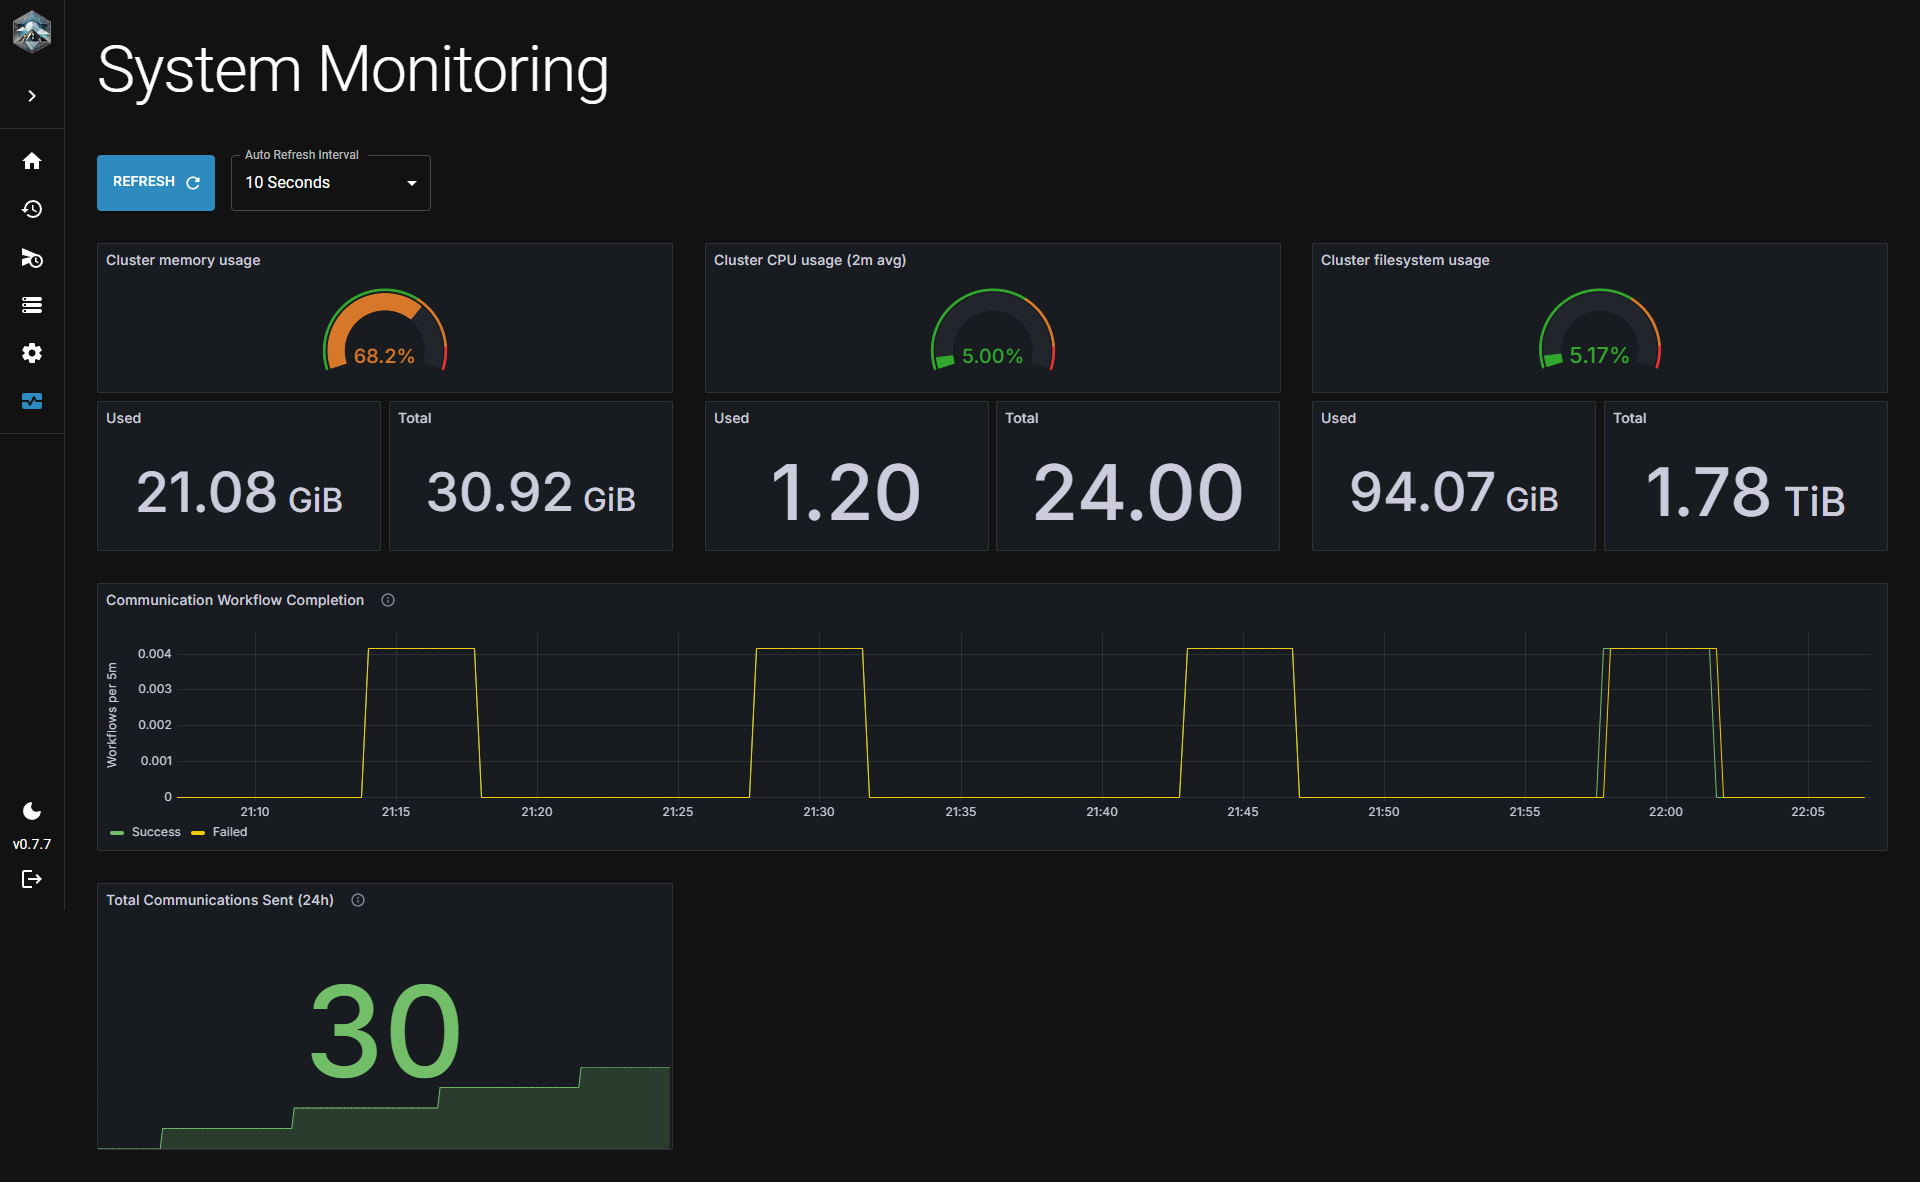 System Monitoring
Auto Refresh Interval
REFRESH
10 Seconds
Cluster memory usage
68.2%
Used
21.08 GiB
Total
30.92 GiB
Cluster CPU usage (2m avg)
5.00%
Used
1.20
Total
24.00
Cluster filesystem usage
5.17%
Used
94.07 GiB
Total
1.78 TiB
Communication Workflow Completion
Workflows per 5m
0.004
0.003
0.002
0.001
0
21:10 21:15 21:20 21:25 21:30 21:35 21:40 21:45 21:50 21:55 22:00 22:05
Success Failed
v0.7.7
Total Communications Sent (24h)
30